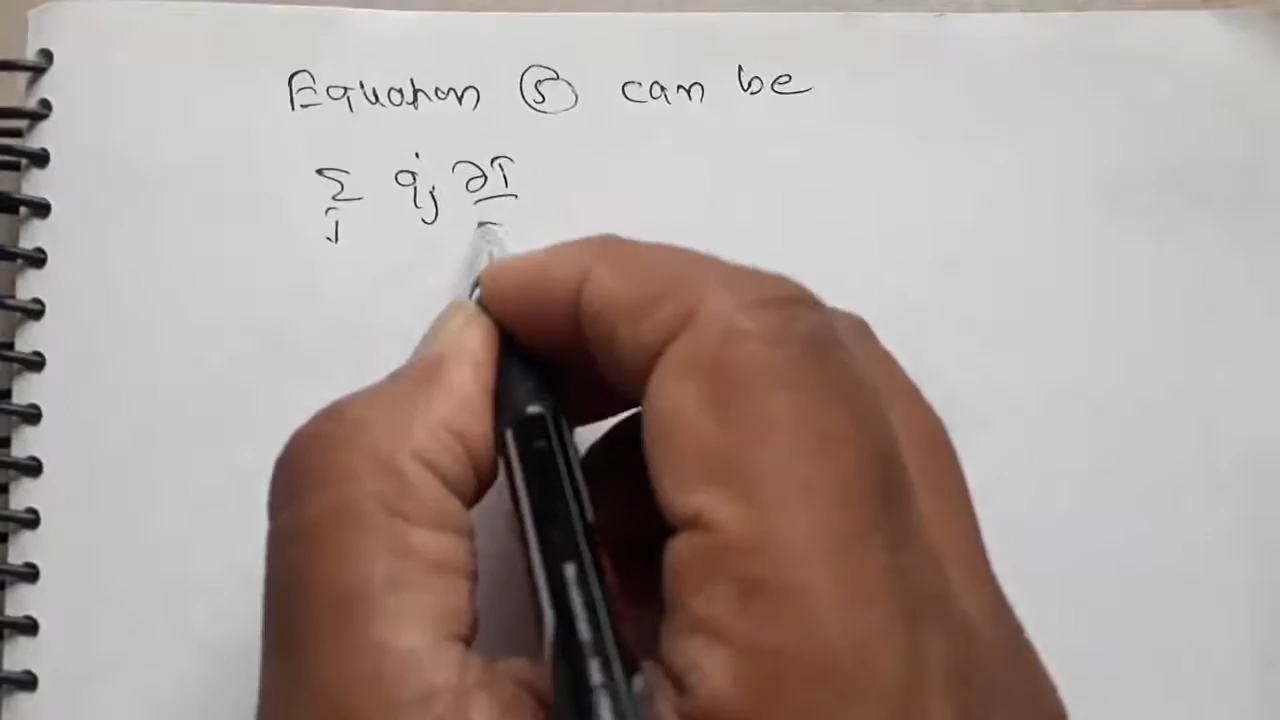 Equation ⑤ can be
Σ q̇j ∂T
j